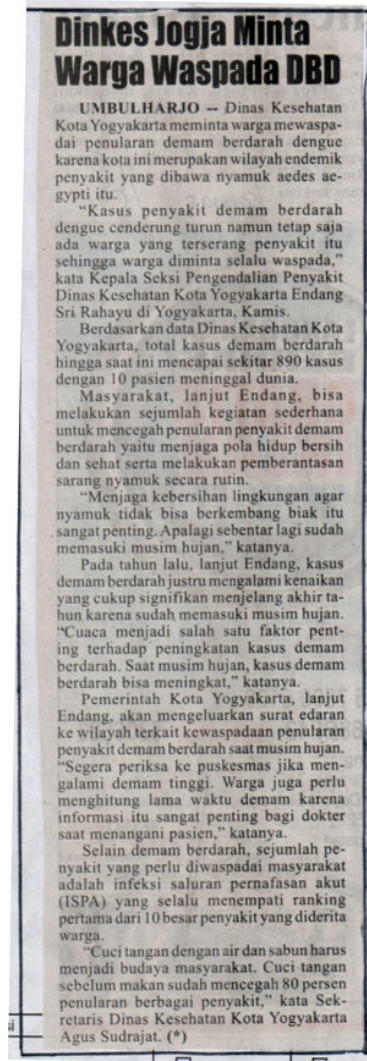 Dinkes Jogja Minta
Warga Waspada DBD
UMBULHARJO -- Dinas Kesehatan
Kota Yogyakarta meminta warga mewaspa-
dai penularan demam berdarah dengue
karena kota ini merupakan wilayah endemik
penyakit yang dibawa nyamuk aedes ae-
gypti itu.
“Kasus penyakit demam berdarah
dengue cenderung turun namun tetap saja
ada warga yang terserang penyakit itu
sehingga warga diminta selalu waspada,”
kata Kepala Seksi Pengendalian Penyakit
Dinas Kesehatan Kota Yogyakarta Endang
Sri Rahayu di Yogyakarta, Kamis.
Berdasarkan data Dinas Kesehatan Kota
Yogyakarta, total kasus demam berdarah
hingga saat ini mencapai sekitar 890 kasus
dengan 10 pasien meninggal dunia.
Masyarakat, lanjut Endang, bisa
melakukan sejumlah kegiatan sederhana
untuk mencegah penularan penyakit demam
berdarah yaitu menjaga pola hidup bersih
dan sehat serta melakukan pemberantasan
sarang nyamuk secara rutin.
“Menjaga kebersihan lingkungan agar
nyamuk tidak bisa berkembang biak itu
sangat penting. Apalagi sebentar lagi sudah
memasuki musim hujan,” katanya.
Pada tahun lalu, lanjut Endang, kasus
demam berdarah justru mengalami kenaikan
yang cukup signifikan menjelang akhir ta-
hun karena sudah memasuki musim hujan.
“Cuaca menjadi salah satu faktor pent-
ing terhadap peningkatan kasus demam
berdarah. Saat musim hujan, kasus demam
berdarah bisa meningkat,” katanya.
Pemerintah Kota Yogyakarta, lanjut
Endang, akan mengeluarkan surat edaran
ke wilayah terkait kewaspadaan penularan
penyakit demam berdarah saat musim hujan.
“Segera periksa ke puskesmas jika men-
galami demam tinggi. Warga juga perlu
menghitung lama waktu demam karena
informasi itu sangat penting bagi dokter
saat menangani pasien,” katanya.
Selain demam berdarah, sejumlah pe-
nyakit yang perlu diwaspadai masyarakat
adalah infeksi saluran pernafasan akut
(ISPA) yang selalu menempati ranking
pertama dari 10 besar penyakit yang diderita
warga.
“Cuci tangan dengan air dan sabun harus
menjadi budaya masyarakat. Cuci tangan
sebelum makan sudah mencegah 80 persen
penularan berbagai penyakit,” kata Sek-
retaris Dinas Kesehatan Kota Yogyakarta
Agus Sudrajat. (*)